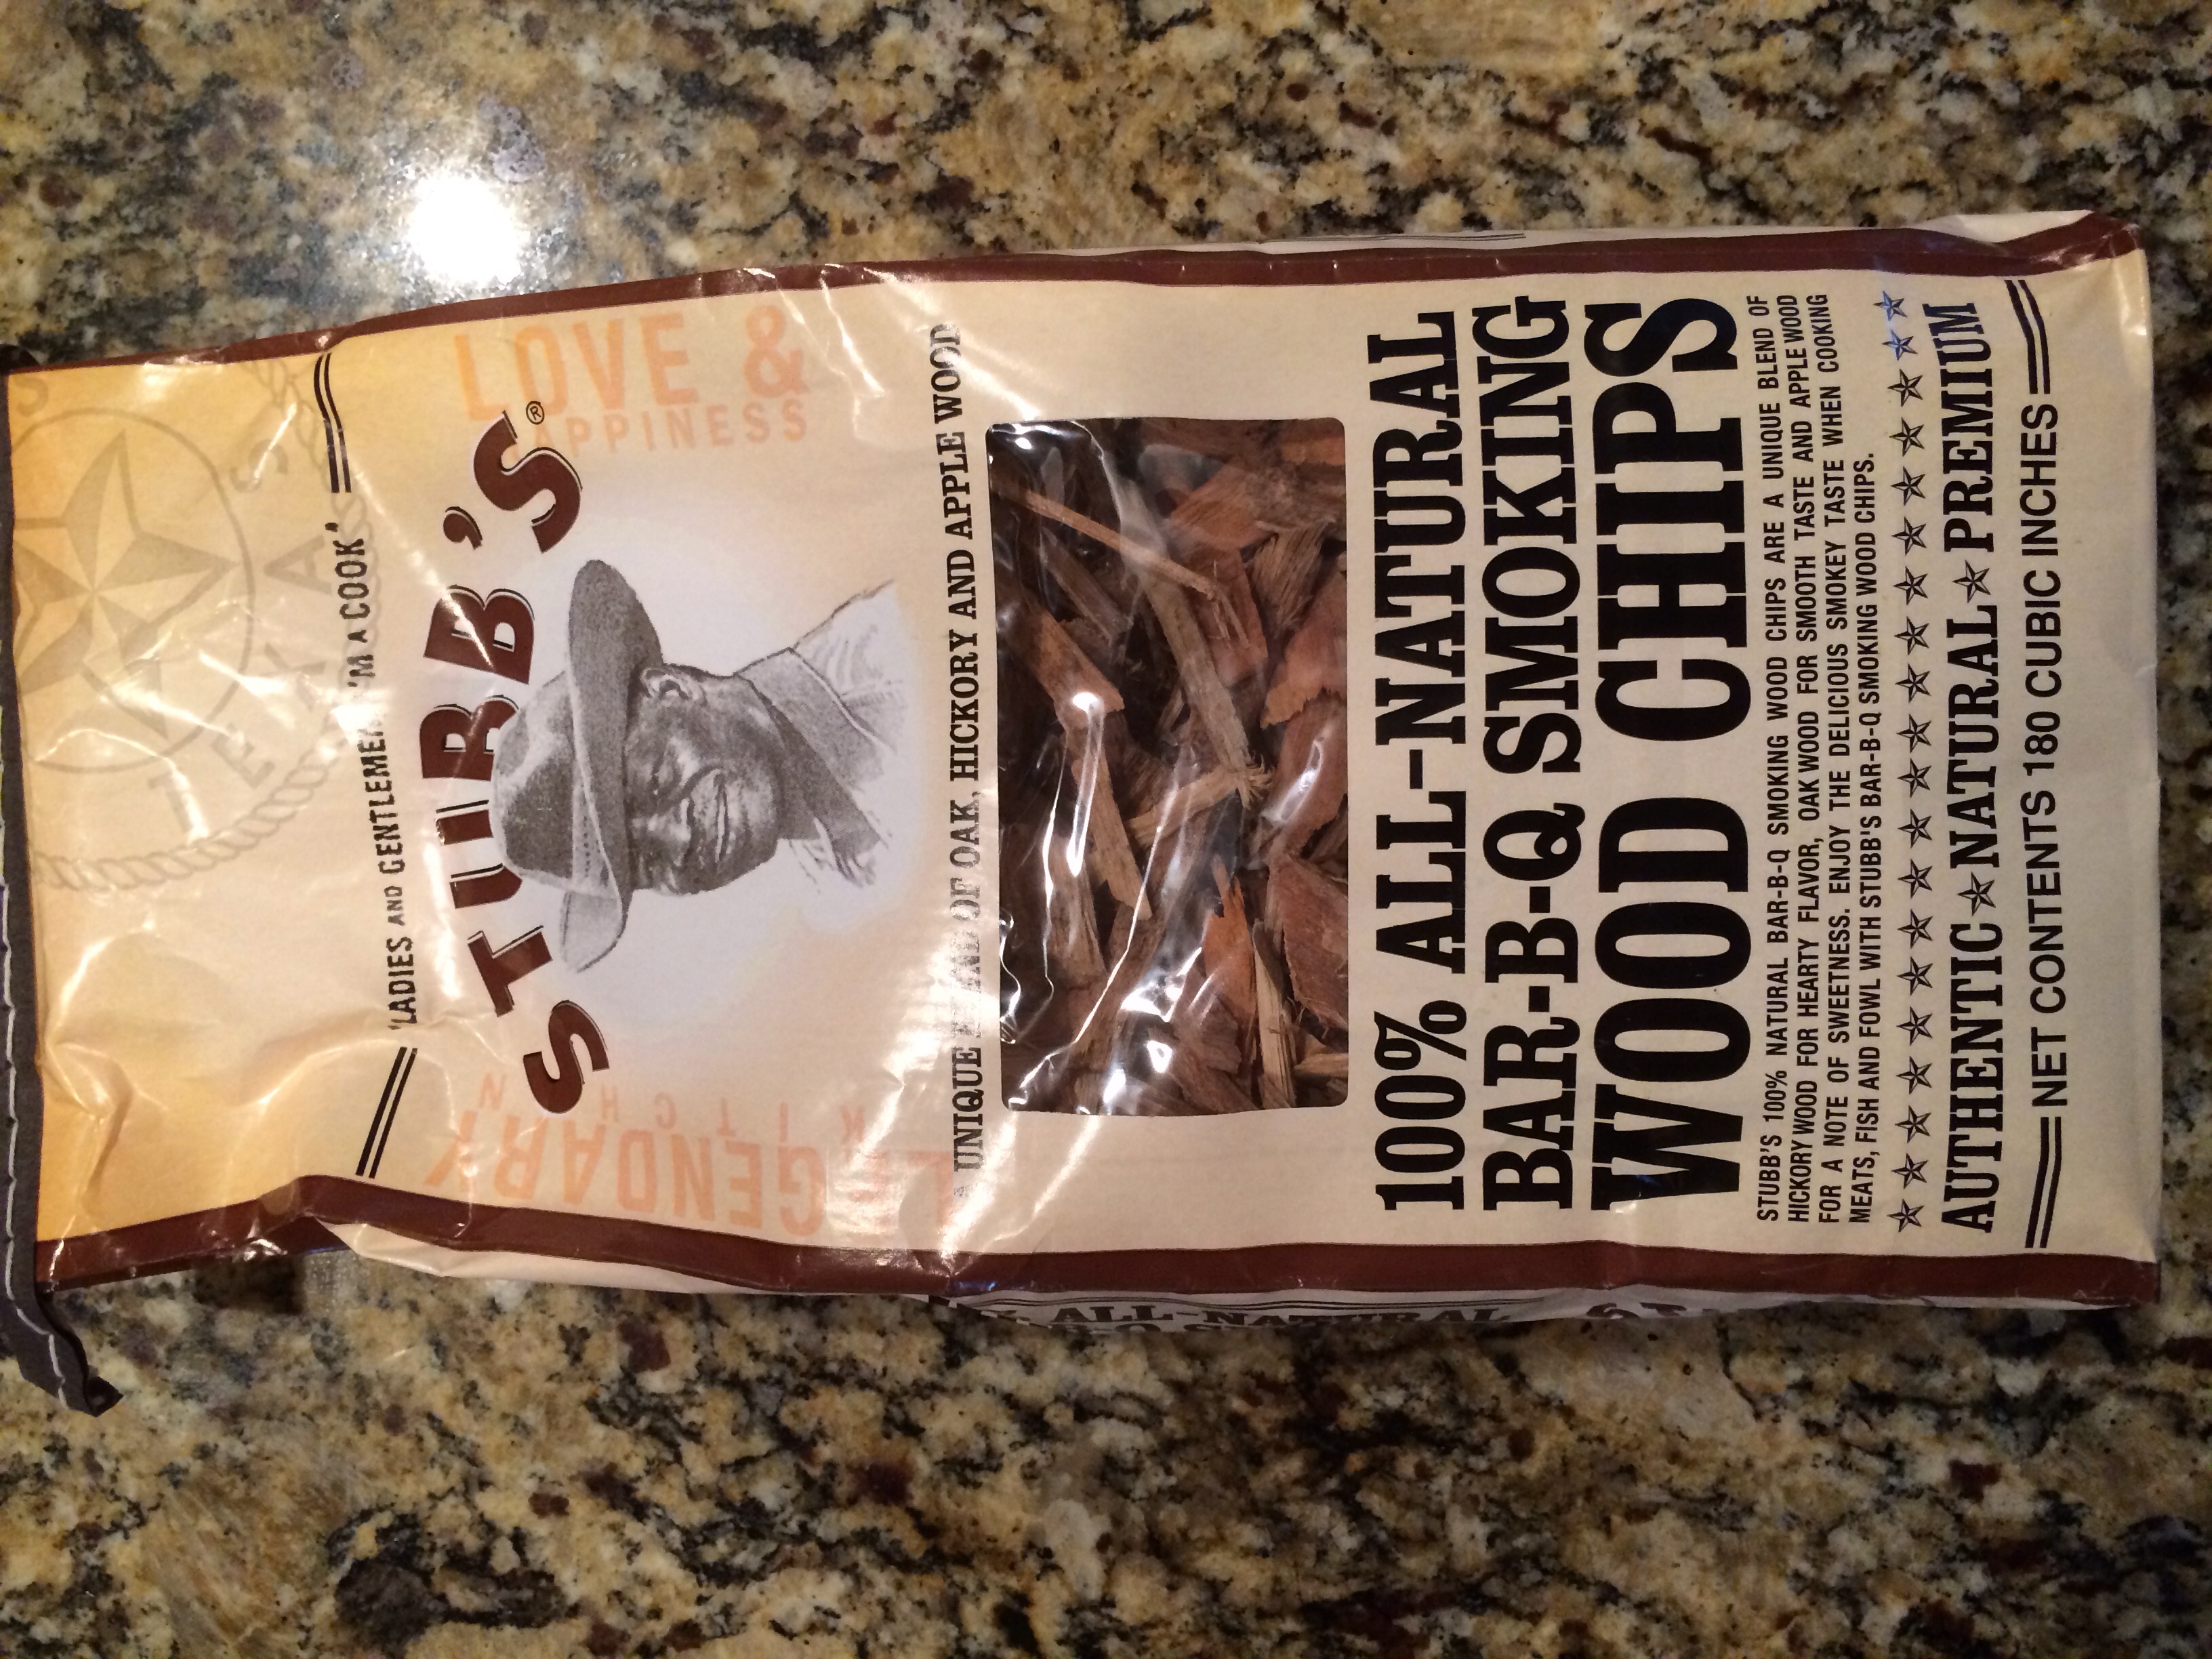 TEXAS
'LADIES AND GENTLEMEN, I'M A COOK'
STUBB'S®
LOVE &
HAPPINESS
LEGENDARY
KITCHN
UNIQUE BLEND OF OAK, HICKORY AND APPLE WOOD
100% ALL-NATURAL
BAR-B-Q SMOKING
WOOD CHIPS
STUBB'S 100% NATURAL BAR-B-Q SMOKING WOOD CHIPS ARE A UNIQUE BLEND OF
HICKORY WOOD FOR HEARTY FLAVOR, OAK WOOD FOR SMOOTH TASTE AND APPLE WOOD
FOR A NOTE OF SWEETNESS. ENJOY THE DELICIOUS SMOKEY TASTE WHEN COOKING
MEATS, FISH AND FOWL WITH STUBB'S BAR-B-Q SMOKING WOOD CHIPS.
AUTHENTIC☆NATURAL☆PREMIUM
NET CONTENTS 180 CUBIC INCHES
ALL-NATURAL